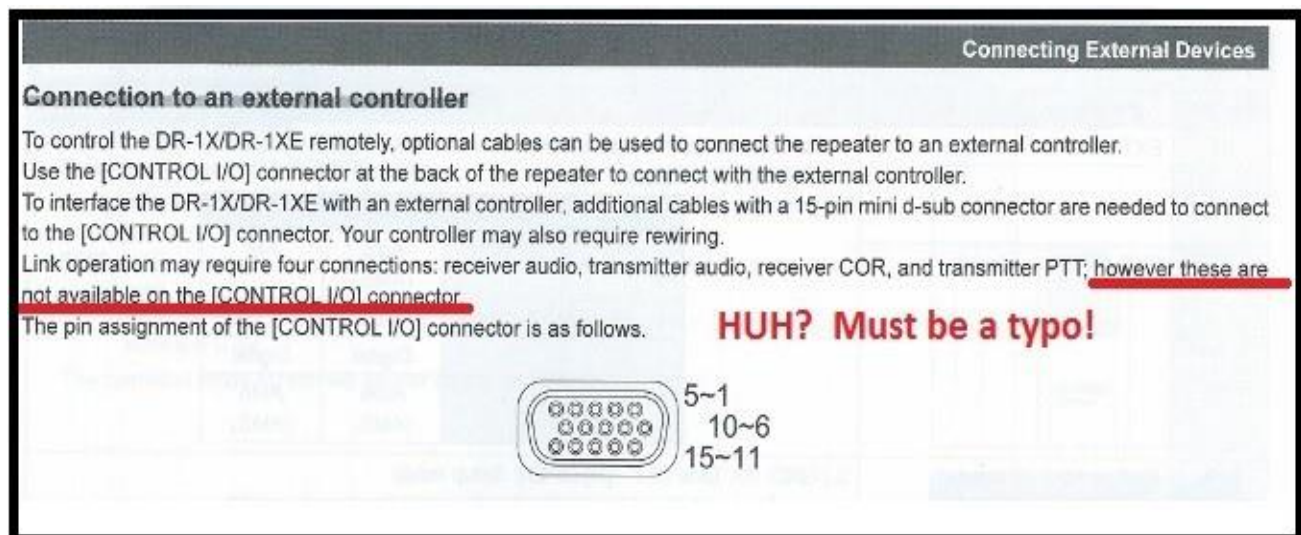 Connecting External Devices
Connection to an external controller
To control the DR-1X/DR-1XE remotely, optional cables can be used to connect the repeater to an external controller.
Use the [CONTROL I/O] connector at the back of the repeater to connect with the external controller.
To interface the DR-1X/DR-1XE with an external controller, additional cables with a 15-pin mini d-sub connector are needed to connect
to the [CONTROL I/O] connector. Your controller may also require rewiring.
Link operation may require four connections: receiver audio, transmitter audio, receiver COR, and transmitter PTT; however these are
not available on the [CONTROL I/O] connector.
The pin assignment of the [CONTROL I/O] connector is as follows.
HUH? Must be a typo!
5~1
10~6
15~11